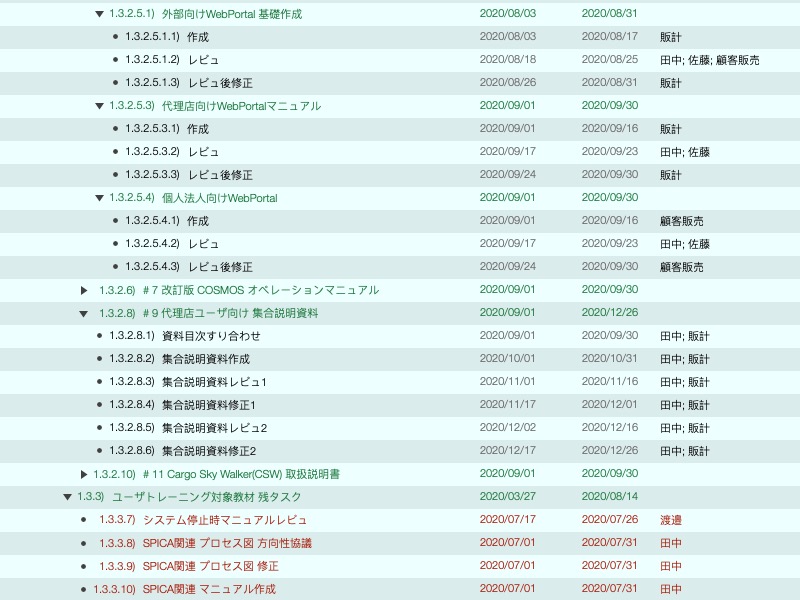 ▼ 1.3.2.5.1) 外部向けWebPortal 基礎作成 2020/08/03 2020/08/31
• 1.3.2.5.1.1) 作成 2020/08/03 2020/08/17 販計
• 1.3.2.5.1.2) レビュ 2020/08/18 2020/08/25 田中; 佐藤; 顧客販売
• 1.3.2.5.1.3) レビュ後修正 2020/08/26 2020/08/31 販計
▼ 1.3.2.5.3) 代理店向けWebPortalマニュアル 2020/09/01 2020/09/30
• 1.3.2.5.3.1) 作成 2020/09/01 2020/09/16 販計
• 1.3.2.5.3.2) レビュ 2020/09/17 2020/09/23 田中; 佐藤
• 1.3.2.5.3.3) レビュ後修正 2020/09/24 2020/09/30 販計
▼ 1.3.2.5.4) 個人法人向けWebPortal 2020/09/01 2020/09/30
• 1.3.2.5.4.1) 作成 2020/09/01 2020/09/16 顧客販売
• 1.3.2.5.4.2) レビュ 2020/09/17 2020/09/23 田中; 佐藤
• 1.3.2.5.4.3) レビュ後修正 2020/09/24 2020/09/30 顧客販売
▶ 1.3.2.6) #7 改訂版 COSMOS オペレーションマニュアル 2020/09/01 2020/09/30
▼ 1.3.2.8) #9 代理店ユーザ向け 集合説明資料 2020/09/01 2020/12/26
• 1.3.2.8.1) 資料目次すり合わせ 2020/09/01 2020/09/30 田中; 販計
• 1.3.2.8.2) 集合説明資料作成 2020/10/01 2020/10/31 田中; 販計
• 1.3.2.8.3) 集合説明資料レビュ1 2020/11/01 2020/11/16 田中; 販計
• 1.3.2.8.4) 集合説明資料修正1 2020/11/17 2020/12/01 田中; 販計
• 1.3.2.8.5) 集合説明資料レビュ2 2020/12/02 2020/12/16 田中; 販計
• 1.3.2.8.6) 集合説明資料修正2 2020/12/17 2020/12/26 田中; 販計
▶ 1.3.2.10) #11 Cargo Sky Walker(CSW) 取扱説明書 2020/09/01 2020/09/30
▼ 1.3.3) ユーザトレーニング対象教材 残タスク 2020/03/27 2020/08/14
• 1.3.3.7) システム停止時マニュアルレビュ 2020/07/17 2020/07/26 渡邉
• 1.3.3.8) SPICA関連 プロセス図 方向性協議 2020/07/01 2020/07/31 田中
• 1.3.3.9) SPICA関連 プロセス図 修正 2020/07/01 2020/07/31 田中
• 1.3.3.10) SPICA関連 マニュアル作成 2020/07/01 2020/07/31 田中